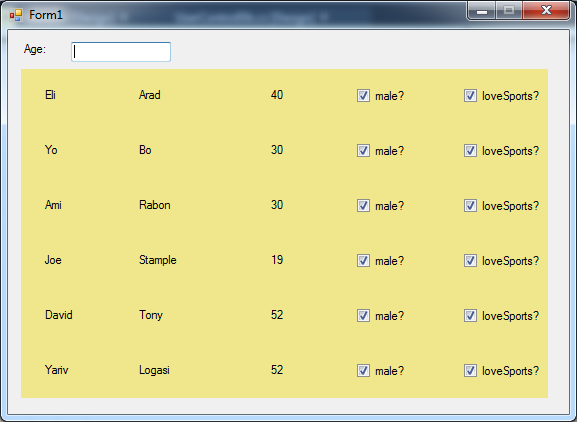 Form1
Age:
Eli Arad 40 male? loveSports?
Yo Bo 30 male? loveSports?
Ami Rabon 30 male? loveSports?
Joe Stample 19 male? loveSports?
David Tony 52 male? loveSports?
Yariv Logasi 52 male? loveSports?